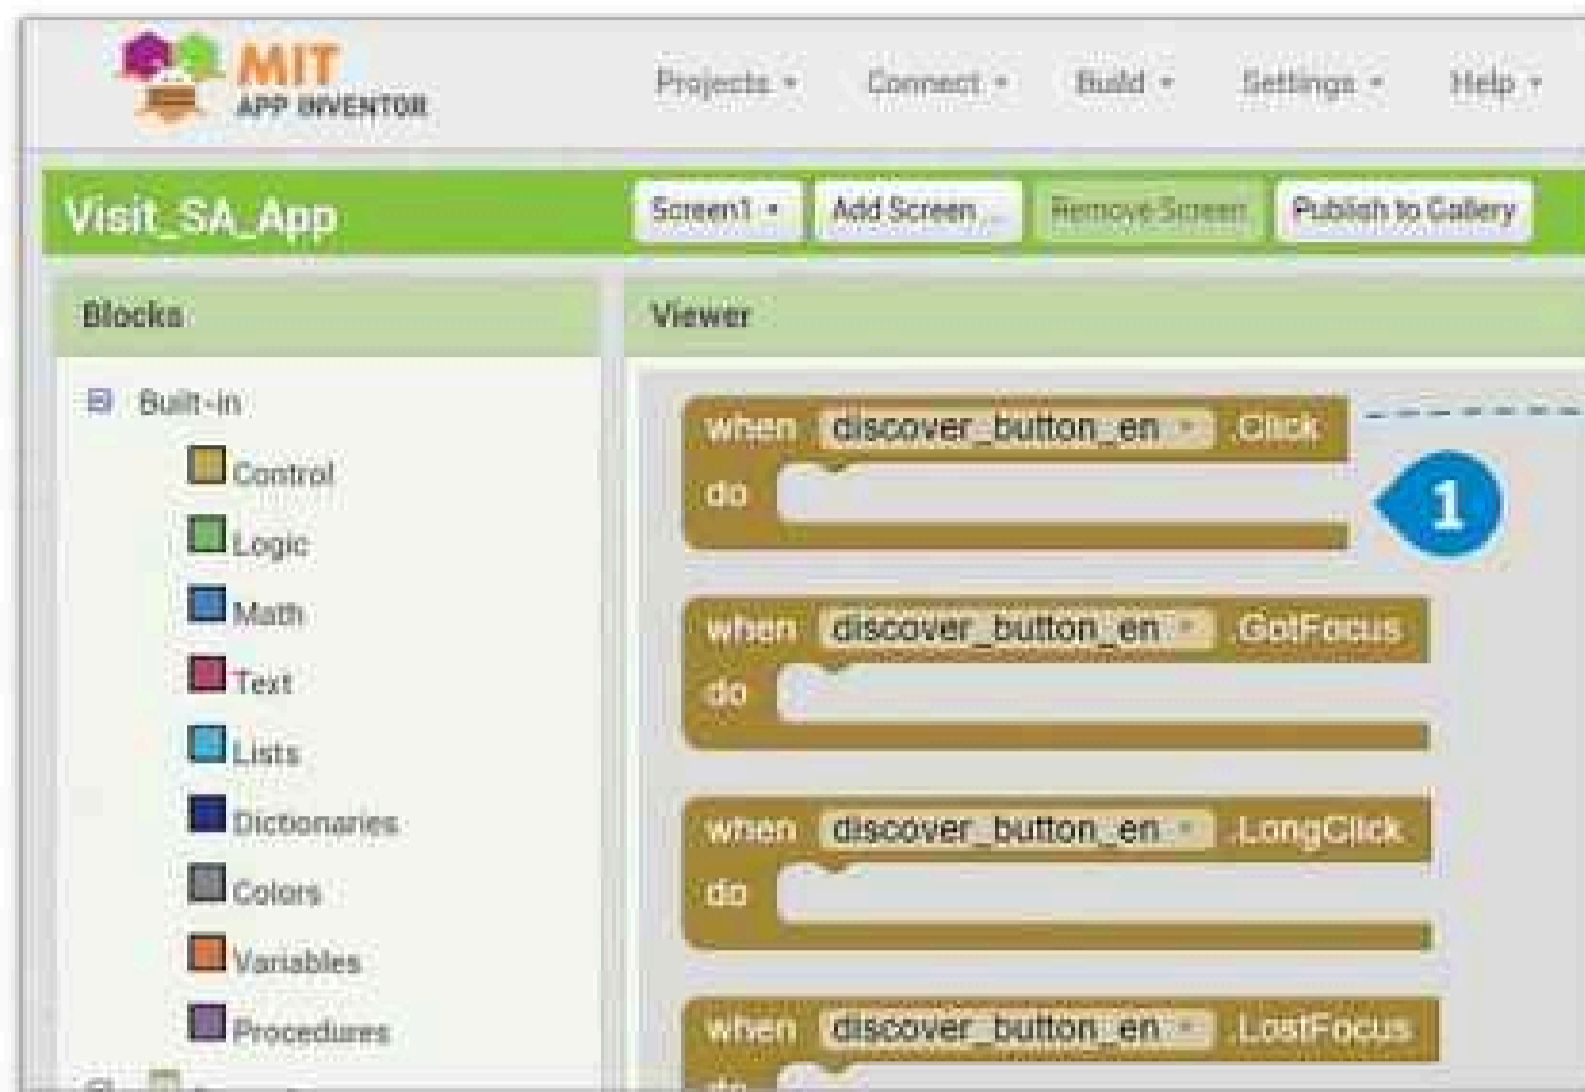 MIT
APP INVENTOR
Projects Connect Build Settings Help
Visit_SA_App
Screen1 Add Screen ... Remove Screen Publish to Gallery
Blocks
Viewer
Built-in
Control
Logic
Math
Text
Lists
Dictionaries
Colors
Variables
Procedures
when discover_button_en .Click
do
1
when discover_button_en .GotFocus
do
when discover_button_en .LongClick
do
when discover_button_en .LostFocus
do